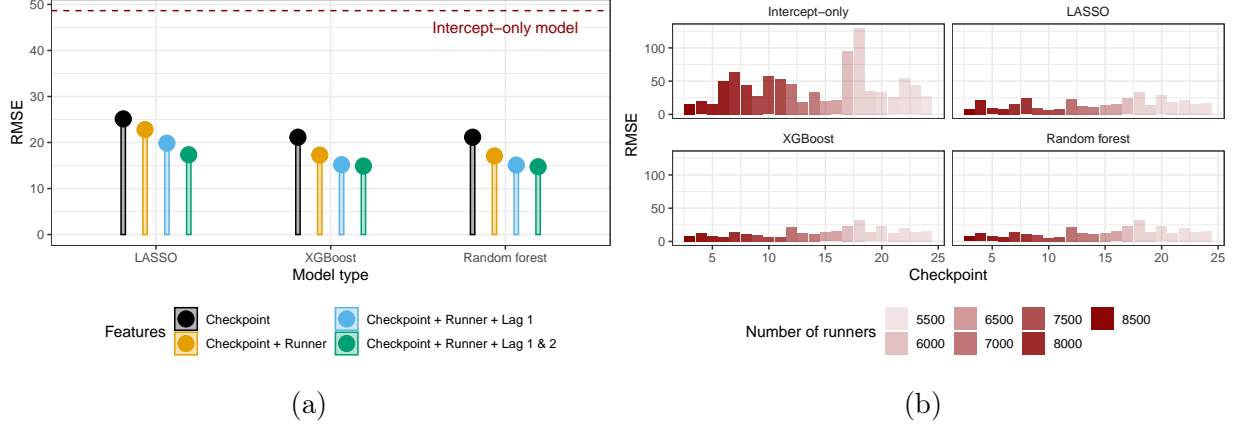 50
40
30
20
10
0
RMSE
Intercept−only model
LASSO
XGBoost
Random forest
Model type
Features
Checkpoint
Checkpoint + Runner
Checkpoint + Runner + Lag 1
Checkpoint + Runner + Lag 1 & 2
(a)
Intercept−only
LASSO
100
50
0
XGBoost
Random forest
100
50
0
RMSE
5 10 15 20 25
5 10 15 20 25
Checkpoint
Number of runners
5500
6000
6500
7000
7500
8000
8500
(b)